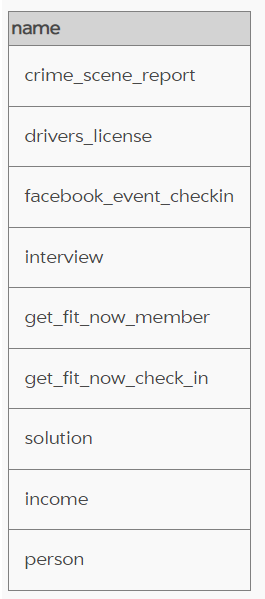 name
crime_scene_report
drivers_license
facebook_event_checkin
interview
get_fit_now_member
get_fit_now_check_in
solution
income
person